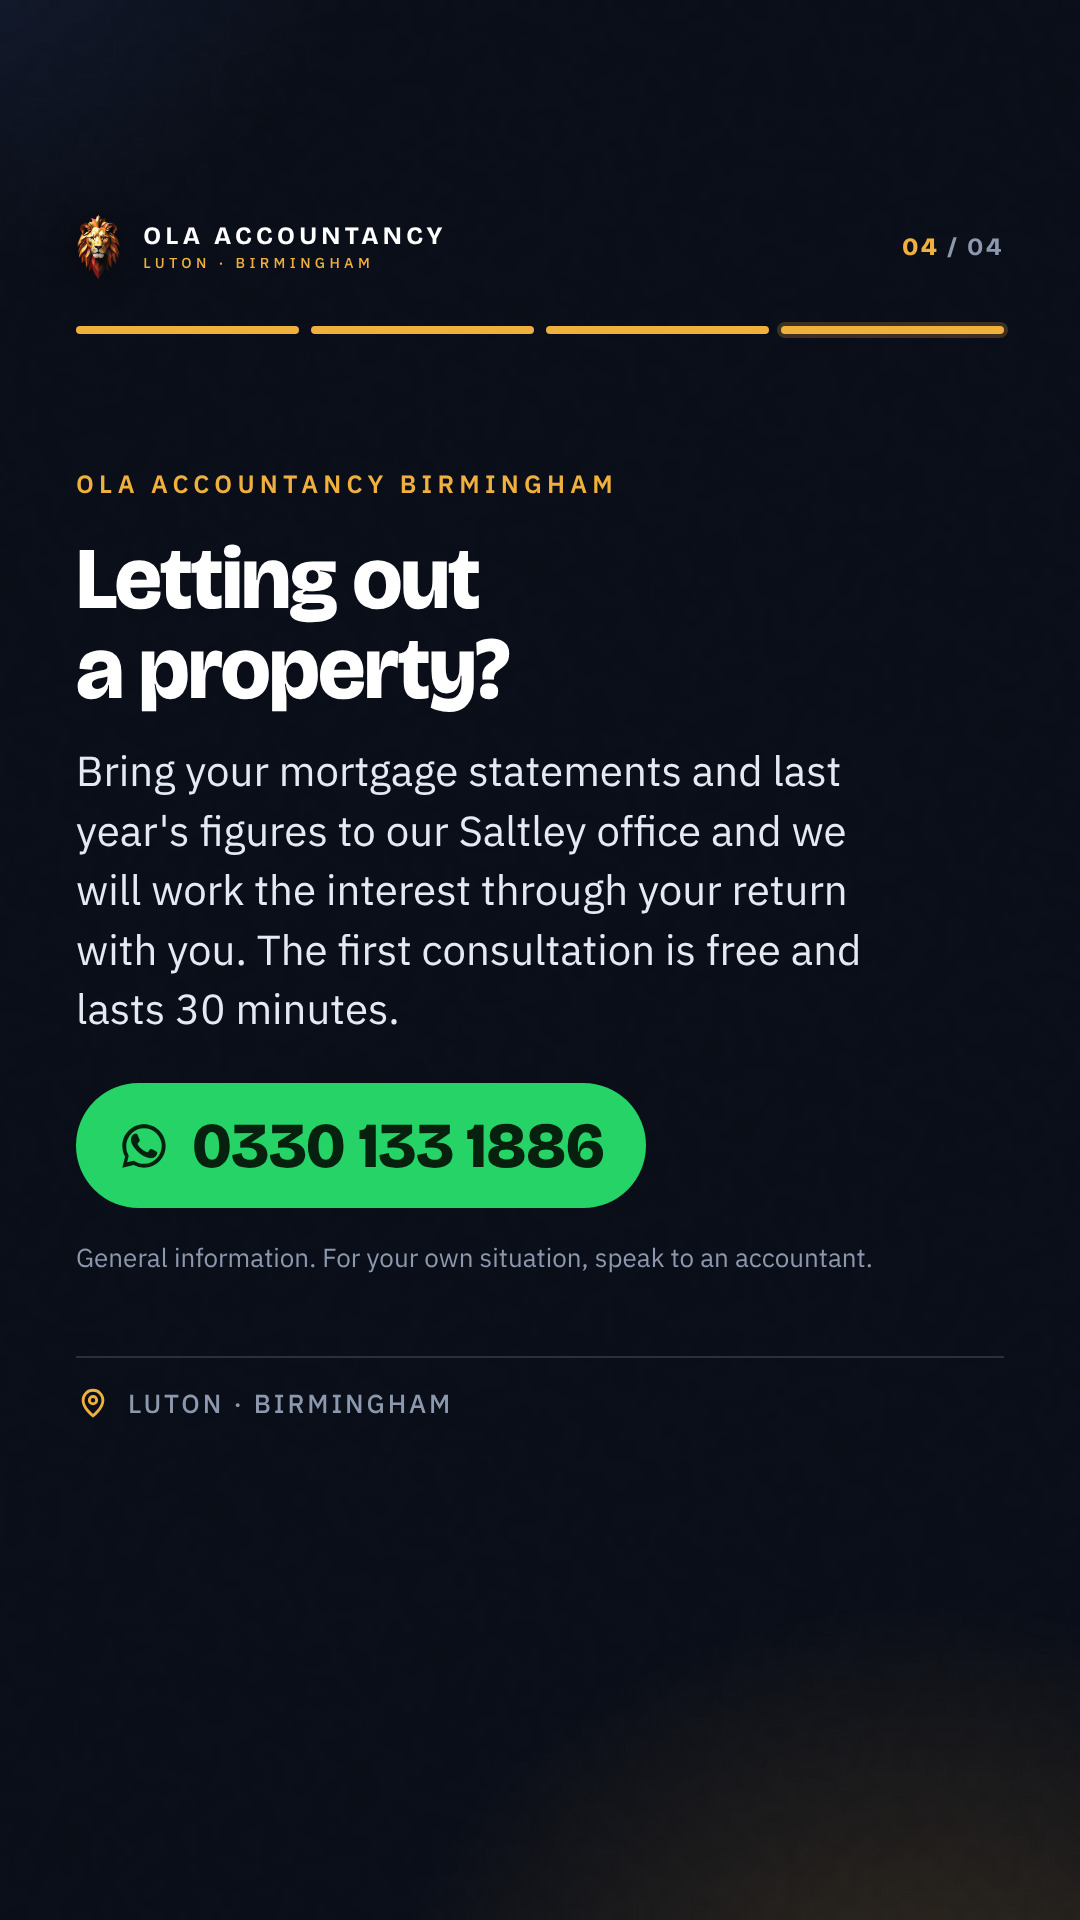 OLA ACCOUNTANCY
LUTON · BIRMINGHAM
04 / 04
OLA ACCOUNTANCY BIRMINGHAM
Letting out
a property?
Bring your mortgage statements and last
year's figures to our Saltley office and we
will work the interest through your return
with you. The first consultation is free and
lasts 30 minutes.
0330 133 1886
General information. For your own situation, speak to an accountant.
LUTON · BIRMINGHAM